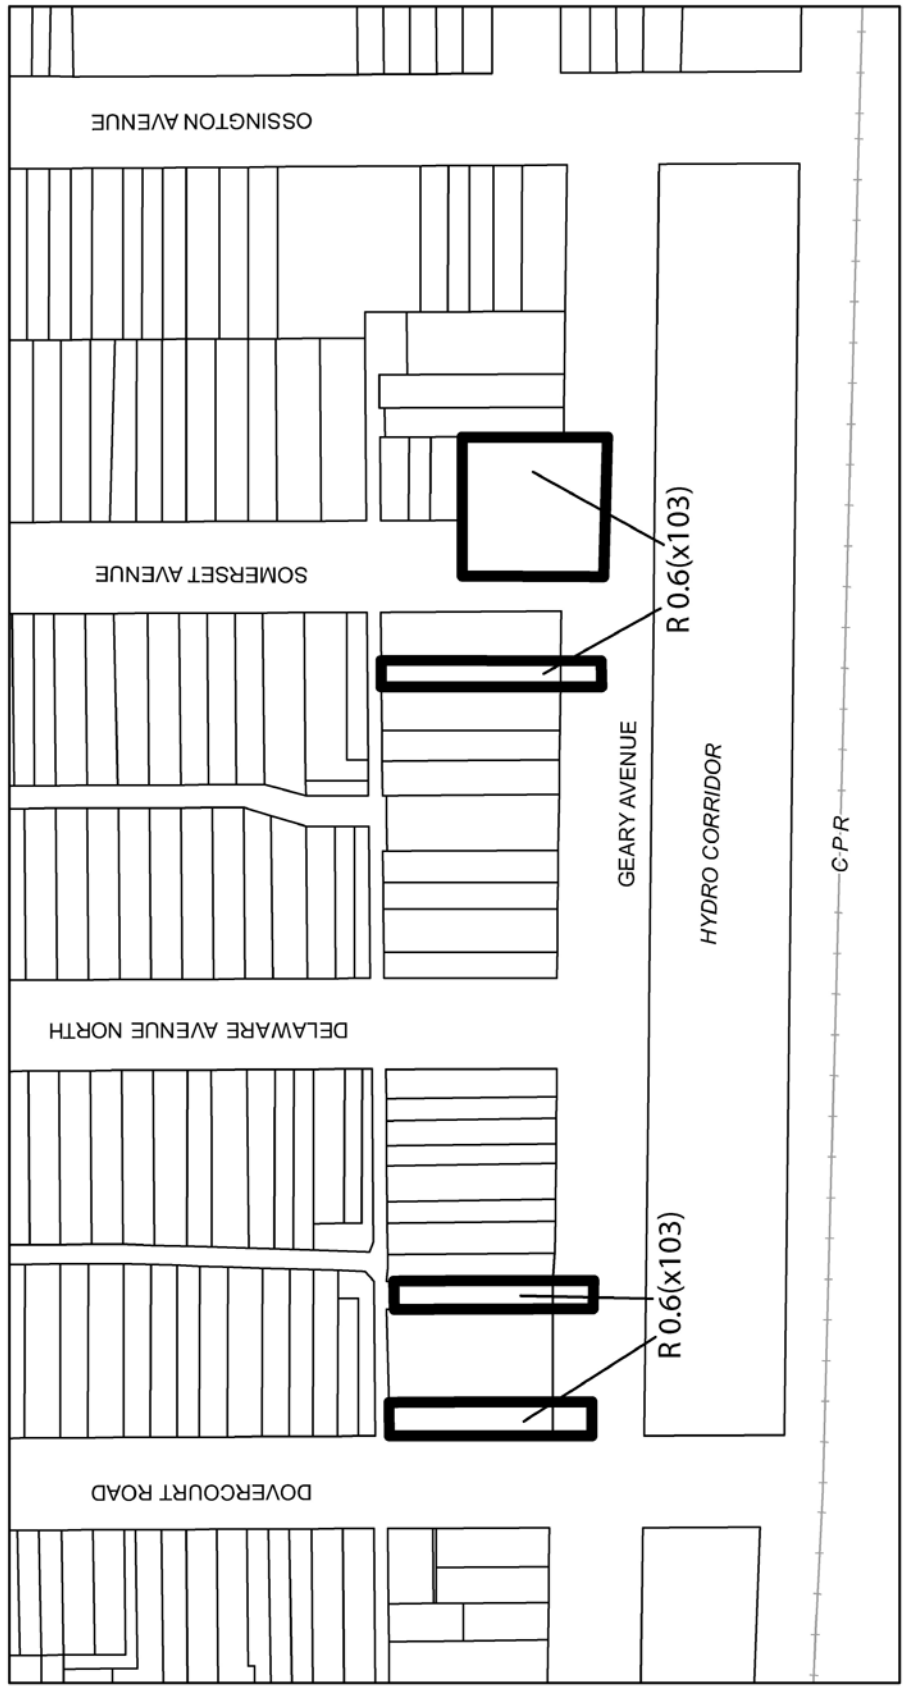 OSSINGTON AVENUE
SOMERSET AVENUE
R 0.6(x103)
GEARY AVENUE
HYDRO CORRIDOR
C·P·R
DELAWARE AVENUE NORTH
R 0.6(x103)
DOVERCOURT ROAD